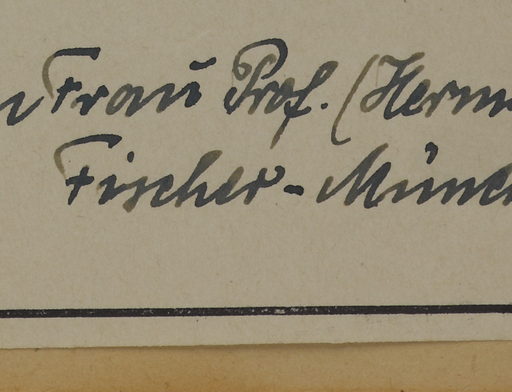 n Frau Prof. (Herm
Fischer-Münch